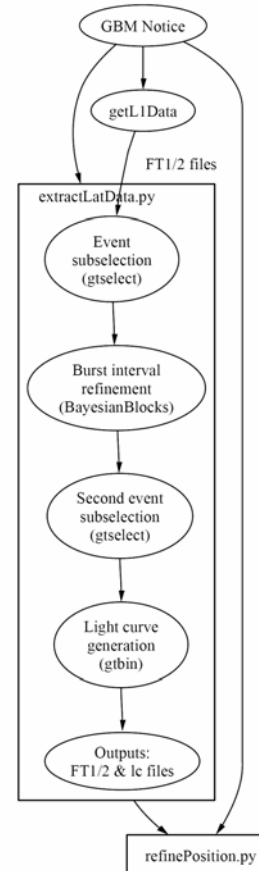 GBM Notice
getL1Data
FT1/2 files
extractLatData.py
Event
subselection
(gtselect)
Burst interval
refinement
(BayesianBlocks)
Second event
subselection
(gtselect)
Light curve
generation
(gtbin)
Outputs:
FT1/2 & lc files
refinePosition.py